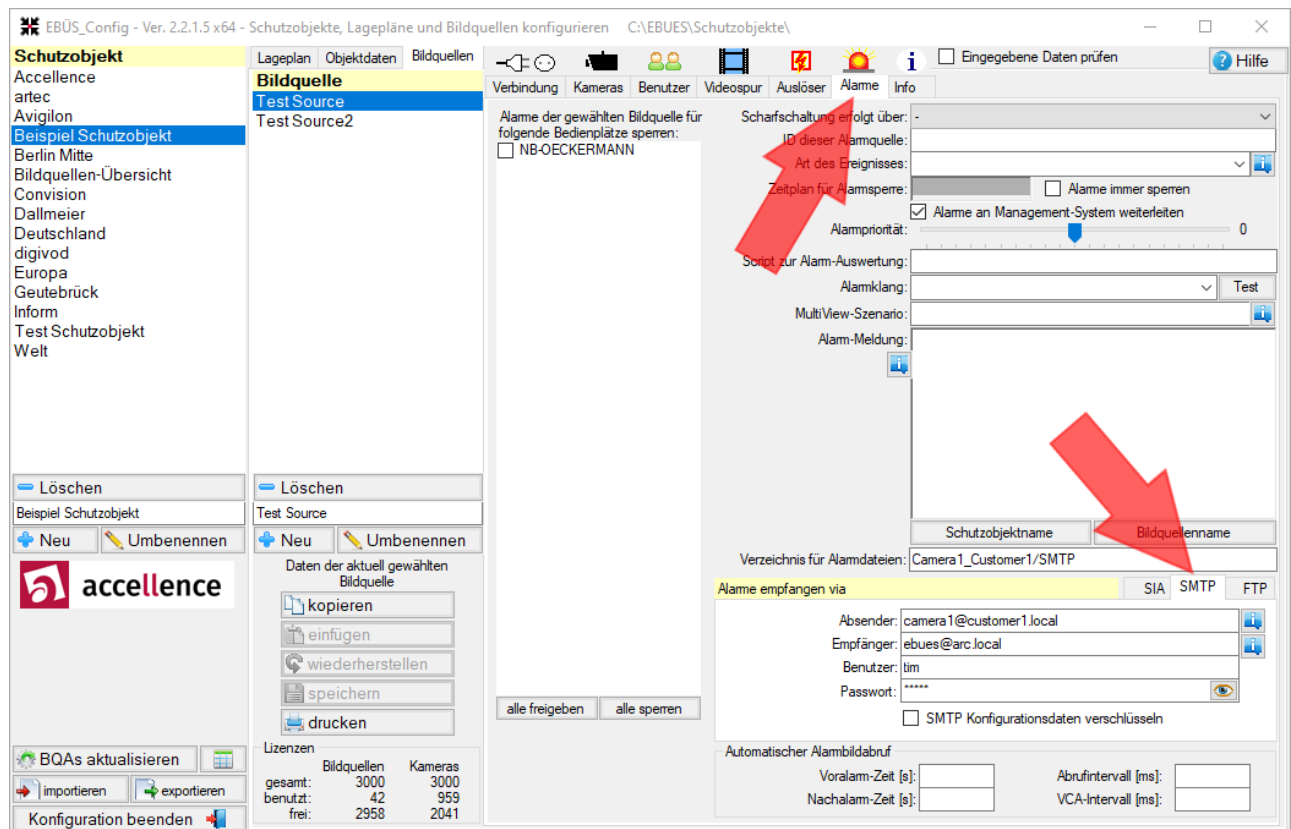 EBÜS_Config - Ver. 2.2.1.5 x64 - Schutzobjekte, Lagepläne und Bildquellen konfigurieren C:\EBUES\Schutzobjekte\
Schutzobjekt
Accellence
artec
Avigilon
Beispiel Schutzobjekt
Berlin Mitte
Bildquellen-Übersicht
Convision
Dallmeier
Deutschland
digivod
Europa
Geutebrück
Inform
Test Schutzobjekt
Welt
Löschen
Beispiel Schutzobjekt
Neu Umbenennen
accellence
BQAs aktualisieren
importieren exportieren
Konfiguration beenden
Lageplan Objektdaten Bildquellen
Bildquelle
Test Source
Test Source2
Löschen
Test Source
Neu Umbenennen
Daten der aktuell gewählten
Bildquelle
kopieren
einfügen
wiederherstellen
speichern
drucken
Lizenzen
Bildquellen Kameras
gesamt: 3000 3000
benutzt: 42 959
frei: 2958 2041
Eingegebene Daten prüfen
Hilfe
Verbindung Kameras Benutzer Videospur Auslöser Alarme Info
Alarme der gewählten Bildquelle für
folgende Bedienplätze sperren:
NB-OECKERMANN
alle freigeben alle sperren
Scharfschaltung erfolgt über: -
ID dieser Alarmquelle:
Art des Ereignisses:
Zeitplan für Alarmsperre: Alarme immer sperren
Alarme an Management-System weiterleiten
Alarmpriorität: 0
Script zur Alarm-Auswertung:
Alarmklang: Test
MultiView-Szenario:
Alarm-Meldung:
Schutzobjektname Bildquellenname
Verzeichnis für Alarmdateien: Camera1_Customer1/SMTP
Alarme empfangen via SIA SMTP FTP
Absender: camera1@customer1.local
Empfänger: ebues@arc.local
Benutzer: tim
Passwort: *****
SMTP Konfigurationsdaten verschlüsseln
Automatischer Alarmbildabruf
Voralarm-Zeit [s]: Abrufintervall [ms]:
Nachalarm-Zeit [s]: VCA-Intervall [ms]: